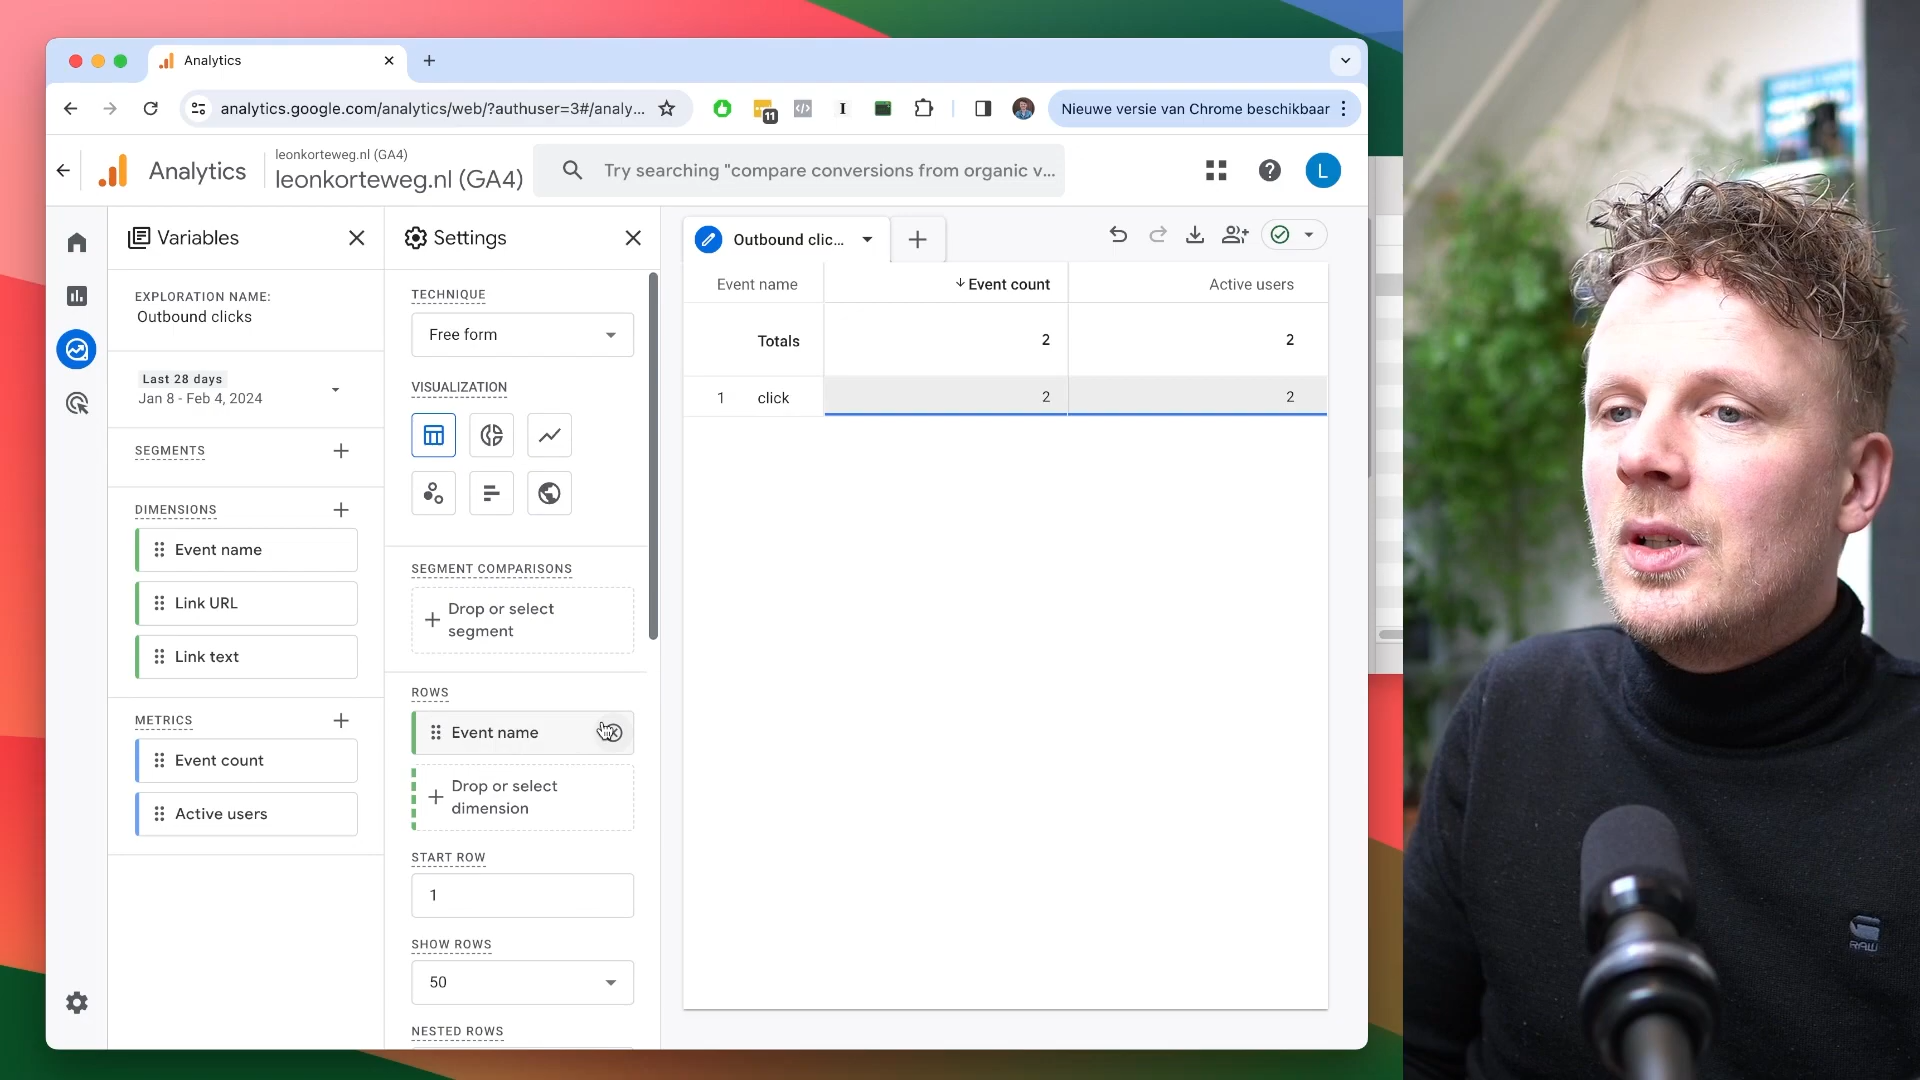 Analytics
analytics.google.com/analytics/web/?authuser=3#/analy...
11
I
Nieuwe versie van Chrome beschikbaar
Analytics
leonkorteweg.nl (GA4)
leonkorteweg.nl (GA4)
Try searching "compare conversions from organic v...
L
Variables
EXPLORATION NAME:
Outbound clicks
Last 28 days
Jan 8 - Feb 4, 2024
SEGMENTS
DIMENSIONS
Event name
Link URL
Link text
METRICS
Event count
Active users
Settings
TECHNIQUE
Free form
VISUALIZATION
SEGMENT COMPARISONS
Drop or select
segment
ROWS
Event name
Drop or select
dimension
START ROW
1
SHOW ROWS
50
NESTED ROWS
Outbound clic...
Event name
Event count
Active users
Totals
2
2
1
click
2
2
RAW